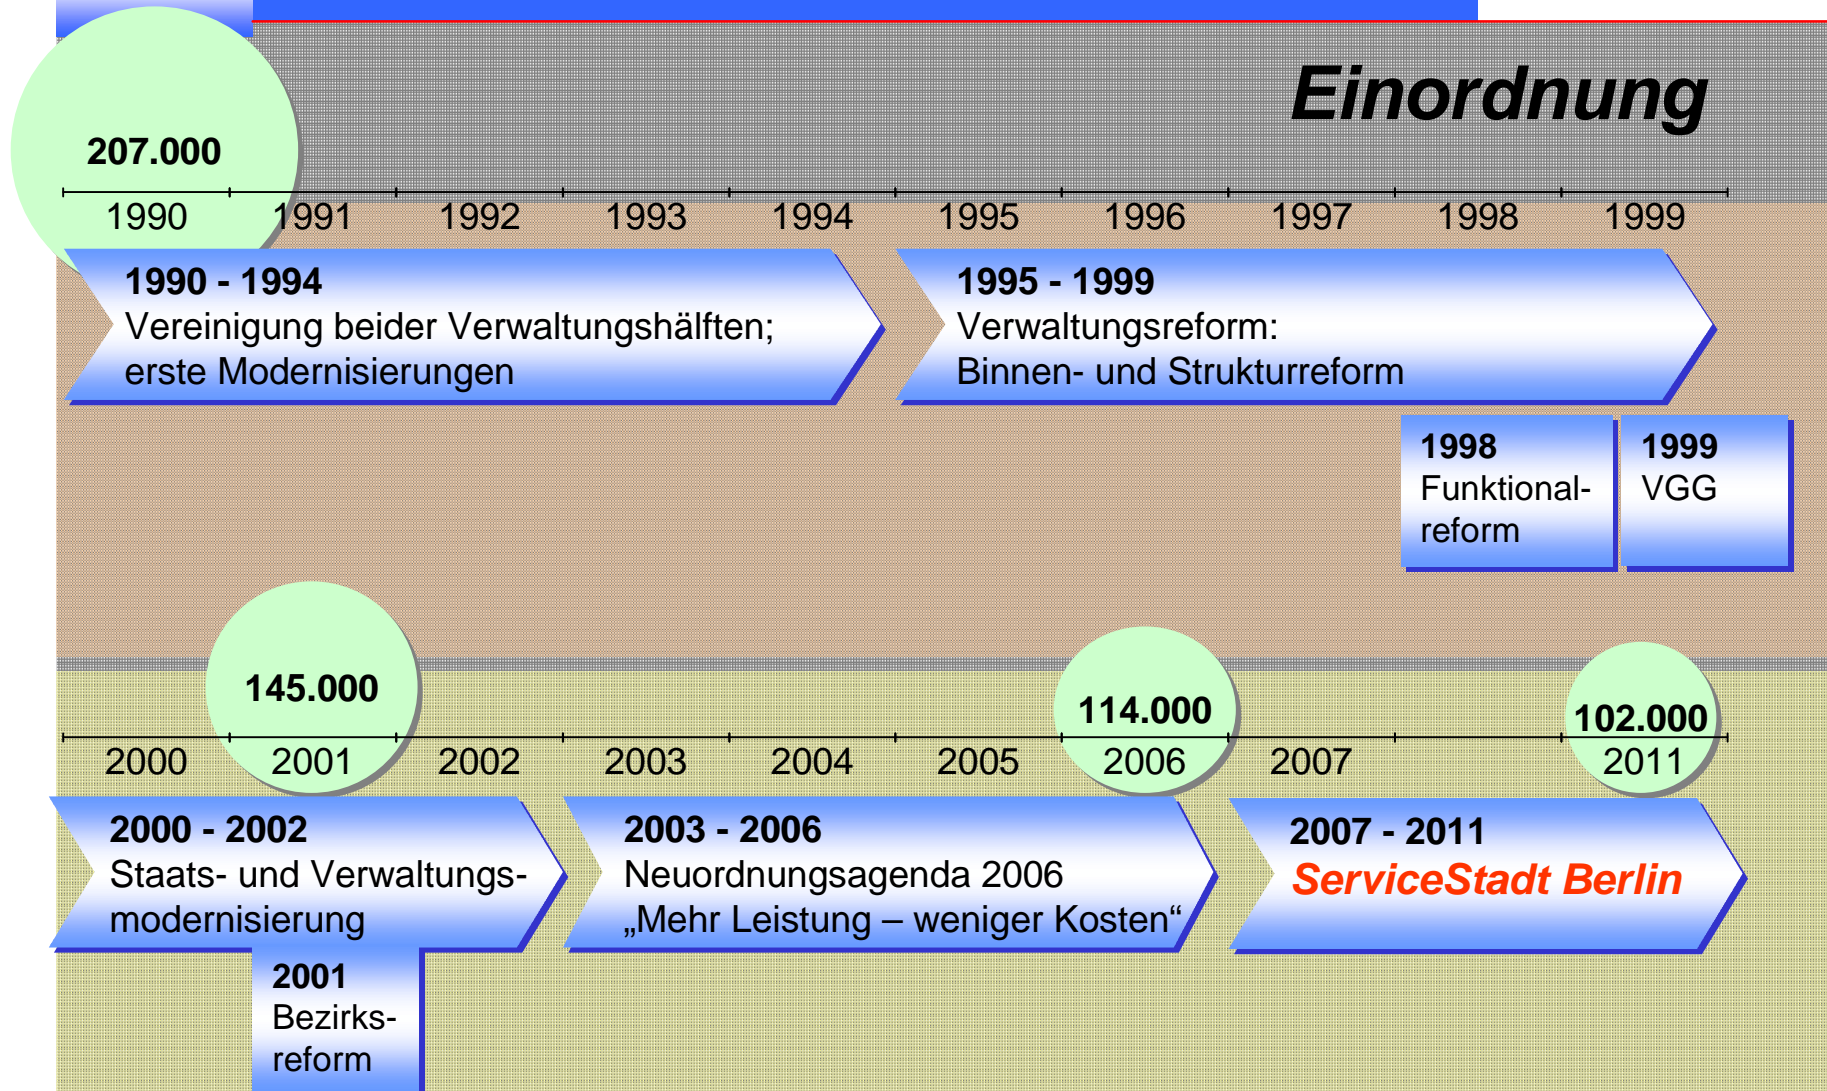 Einordnung
207.000
1990 1991 1992 1993 1994 1995 1996 1997 1998 1999
1990 - 1994
Vereinigung beider Verwaltungshälften;
erste Modernisierungen
1995 - 1999
Verwaltungsreform:
Binnen- und Strukturreform
1998
Funktional-
reform
1999
VGG
145.000
114.000
102.000
2000 2001 2002 2003 2004 2005 2006 2007 2011
2000 - 2002
Staats- und Verwaltungs-
modernisierung
2003 - 2006
Neuordnungsagenda 2006
„Mehr Leistung – weniger Kosten“
2007 - 2011
ServiceStadt Berlin
2001
Bezirks-
reform